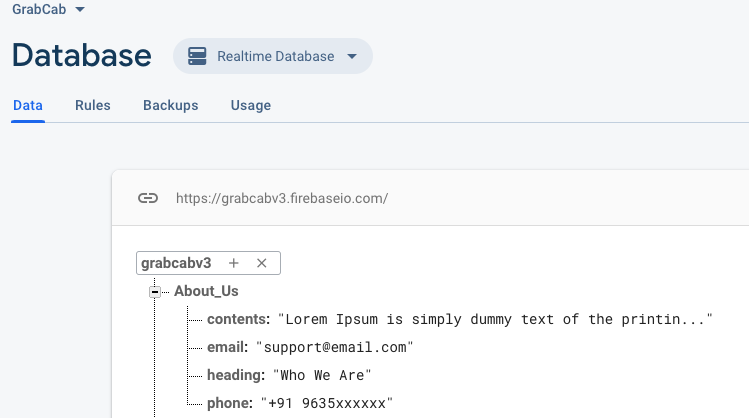 GrabCab
Database Realtime Database
Data Rules Backups Usage
https://grabcabv3.firebaseio.com/
grabcabv3
About_Us
contents: "Lorem Ipsum is simply dummy text of the printin..."
email: "support@email.com"
heading: "Who We Are"
phone: "+91 9635xxxxxx"